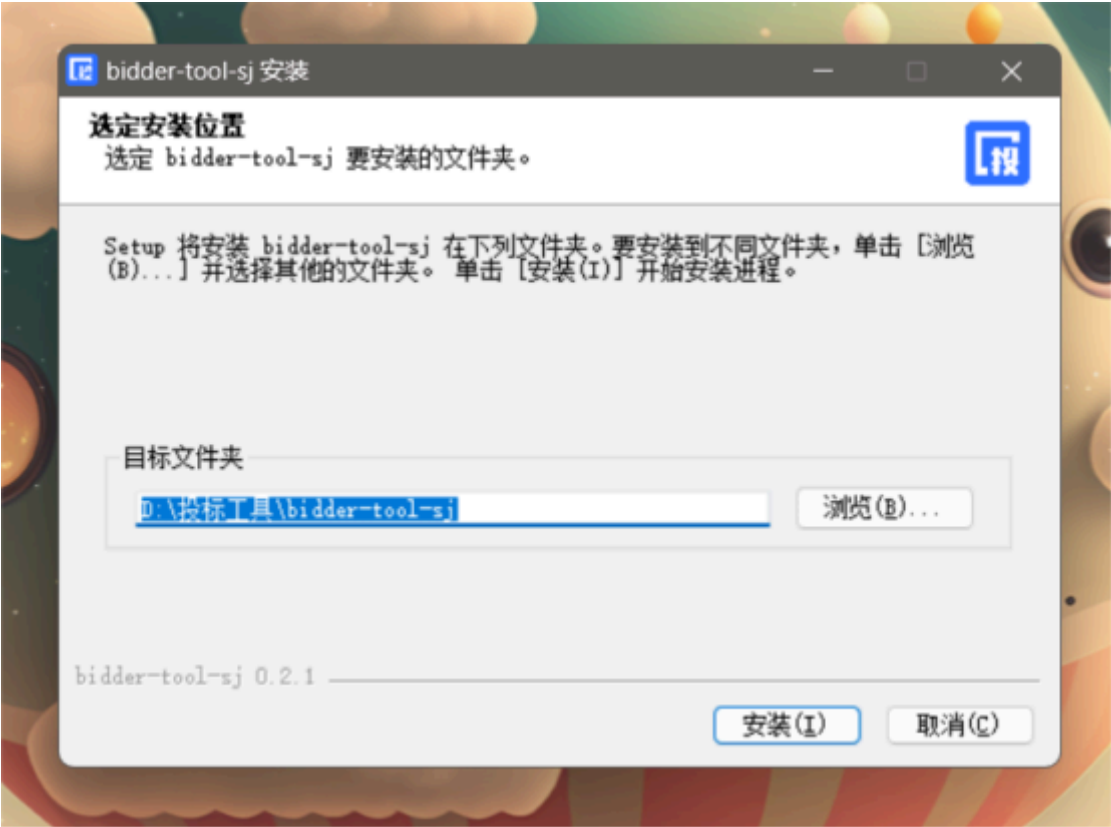 bidder-tool-sj 安装
选定安装位置
选定 bidder-tool-sj 要安装的文件夹。
投
Setup 将安装 bidder-tool-sj 在下列文件夹。要安装到不同文件夹，单击 [浏览
(B)...] 并选择其他的文件夹。 单击 [安装(I)] 开始安装进程。
目标文件夹
D:\投标工具\bidder-tool-sj
浏览(B)...
bidder-tool-sj 0.2.1
安装(I)
取消(C)